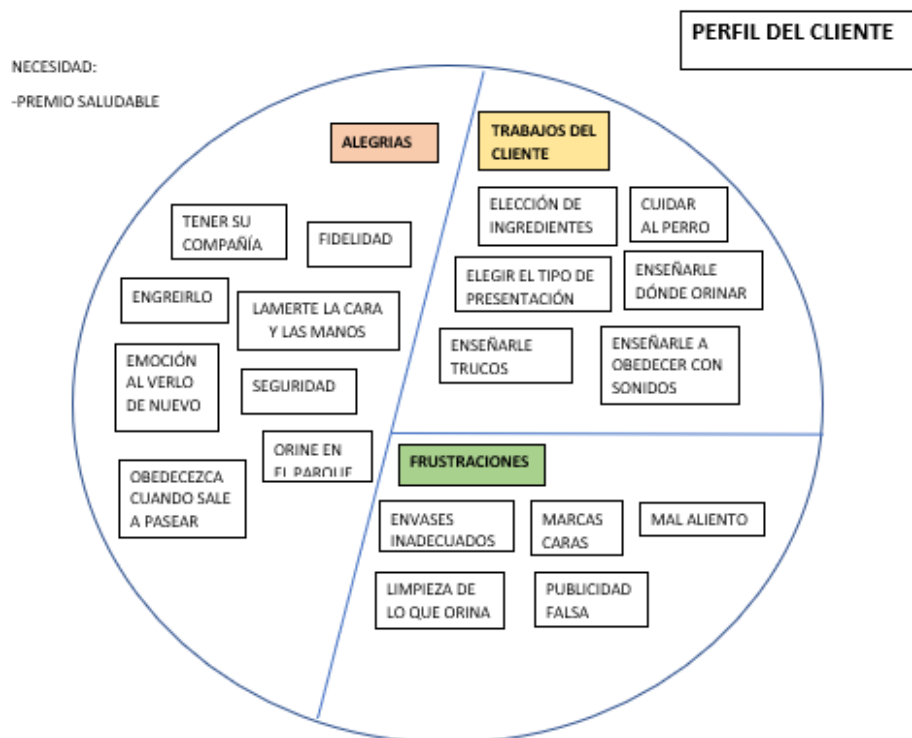 PERFIL DEL CLIENTE
NECESIDAD:
-PREMIO SALUDABLE
ALEGRIAS
TENER SU
COMPAÑÍA
FIDELIDAD
ENGREIRLO
LAMERTE LA CARA
Y LAS MANOS
EMOCIÓN
AL VERLO
DE NUEVO
SEGURIDAD
ORINE EN
EL PARQUE
OBEDECEZCA
CUANDO SALE
A PASEAR
TRABAJOS DEL
CLIENTE
ELECCIÓN DE
INGREDIENTES
CUIDAR
AL PERRO
ELEGIR EL TIPO DE
PRESENTACIÓN
ENSEÑARLE
DÓNDE ORINAR
ENSEÑARLE
TRUCOS
ENSEÑARLE A
OBEDECER CON
SONIDOS
FRUSTRACIONES
ENVASES
INADECUADOS
MARCAS
CARAS
MAL ALIENTO
LIMPIEZA DE
LO QUE ORINA
PUBLICIDAD
FALSA